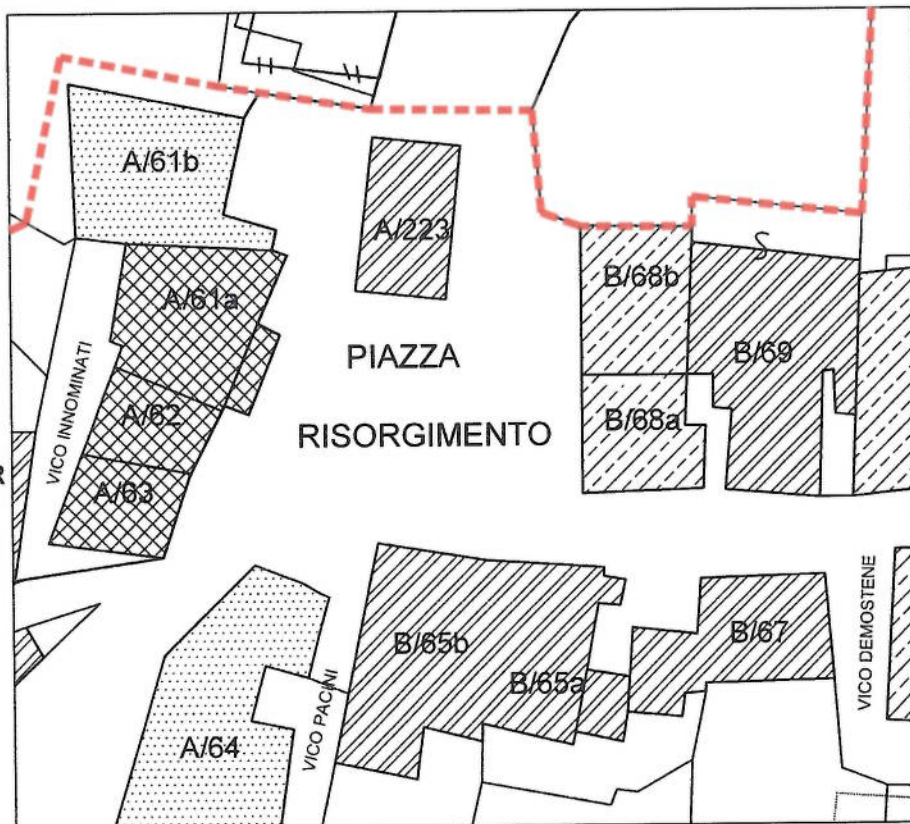 A/61b
A/223
B/68b
A/61a
B/69
PIAZZA
RISORGIMENTO
VICO INNOMINATI
A/62
B/68a
A/63
B/65b
B/67
VICO DEMOSTENE
B/65a
VICO PACINI
A/64